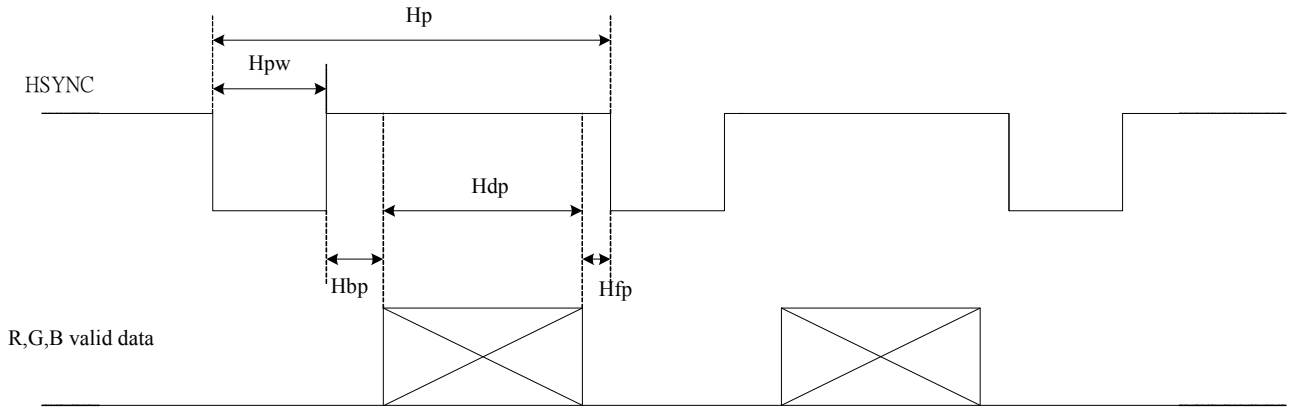 Hp
Hpw
HSYNC
Hdp
Hbp
Hfp
R,G,B valid data